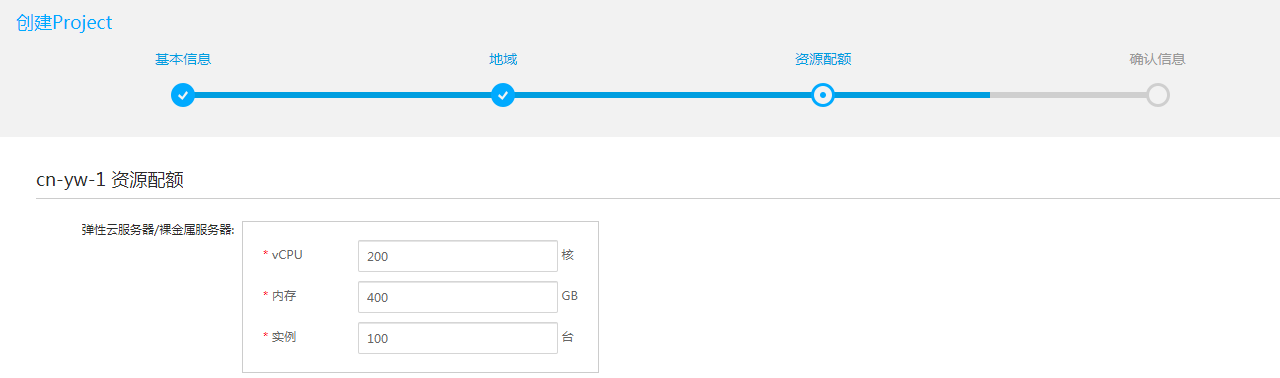 创建Project
基本信息 地域 资源配额 确认信息
cn-yw-1 资源配额
弹性云服务器/裸金属服务器:
* vCPU 200 核
* 内存 400 GB
* 实例 100 台